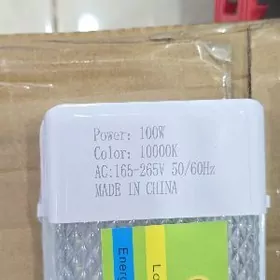 Power: 100W
Color: 10000K
AC:165-265V 50/60Hz
MADE IN CHINA